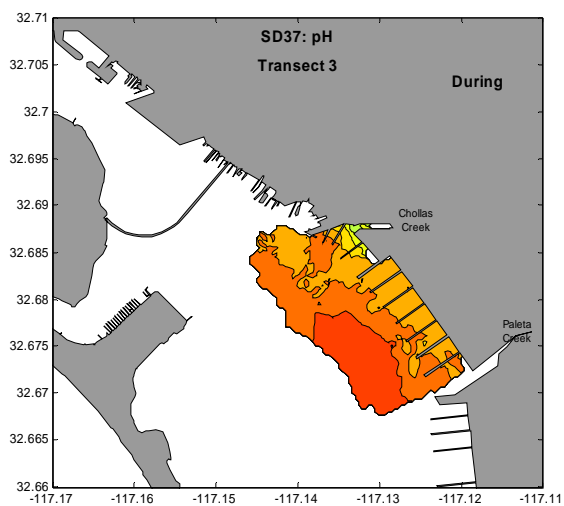 SD37: pH
Transect 3
During
Chollas
Creek
Paleta
Creek
32.71
32.705
32.7
32.695
32.69
32.685
32.68
32.675
32.67
32.665
32.66
-117.17
-117.16
-117.15
-117.14
-117.13
-117.12
-117.11